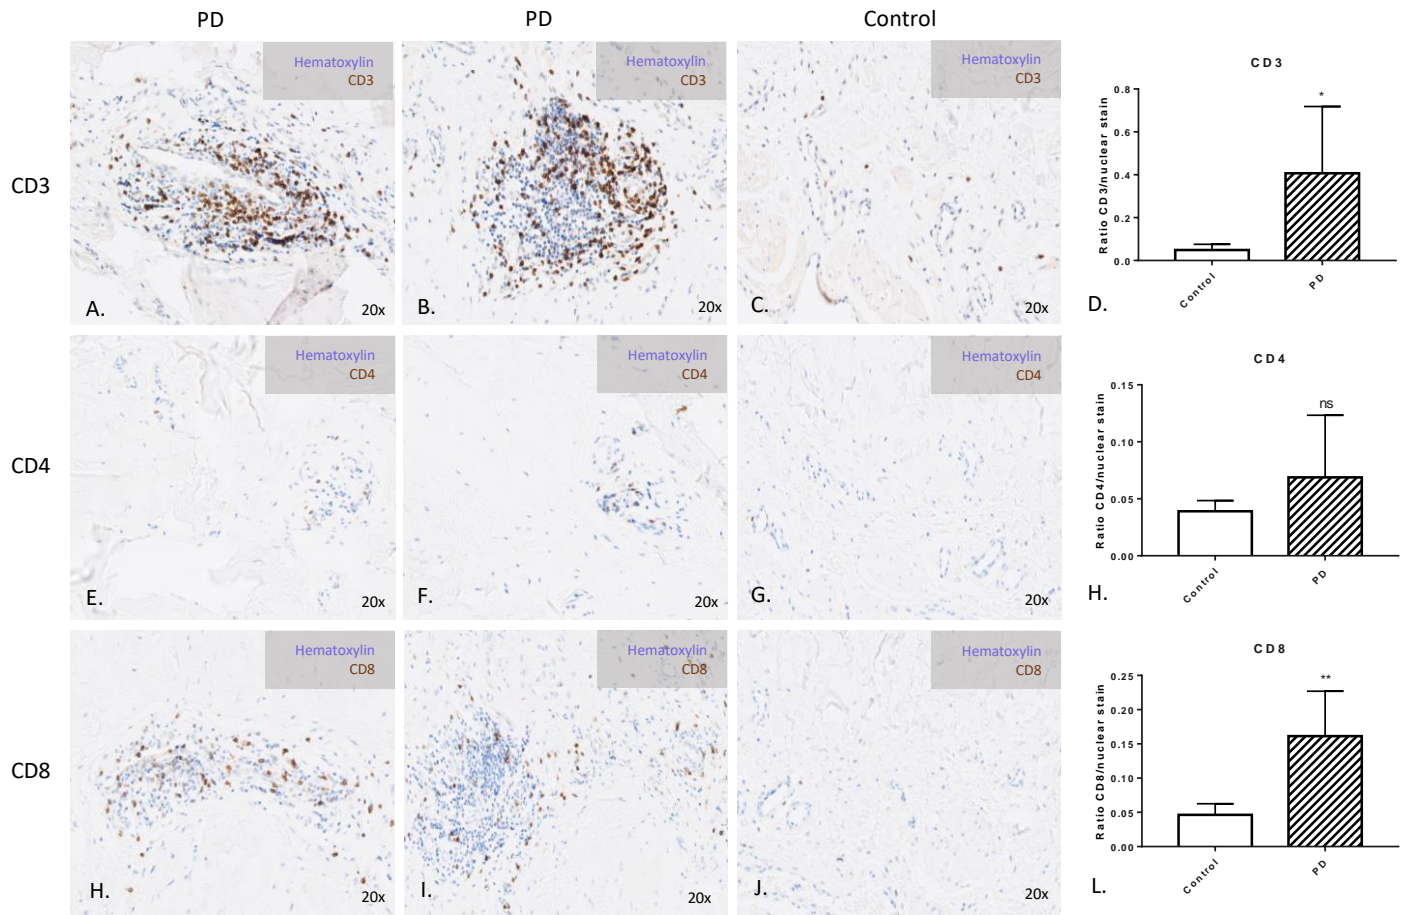 PD
PD
Control
CD3
Hematoxylin
CD3
A.
20x
Hematoxylin
CD3
B.
20x
Hematoxylin
CD3
C.
20x
CD3
Ratio CD3/nuclear stain
0.8
0.6
0.4
0.2
0.0
*
Control
PD
D.
CD4
Hematoxylin
CD4
E.
20x
Hematoxylin
CD4
F.
20x
Hematoxylin
CD4
G.
20x
CD4
Ratio CD4/nuclear stain
0.15
0.10
0.05
0.00
ns
Control
PD
H.
CD8
Hematoxylin
CD8
H.
20x
Hematoxylin
CD8
I.
20x
Hematoxylin
CD8
J.
20x
CD8
Ratio CD8/nuclear stain
0.25
0.20
0.15
0.10
0.05
0.00
**
Control
PD
L.